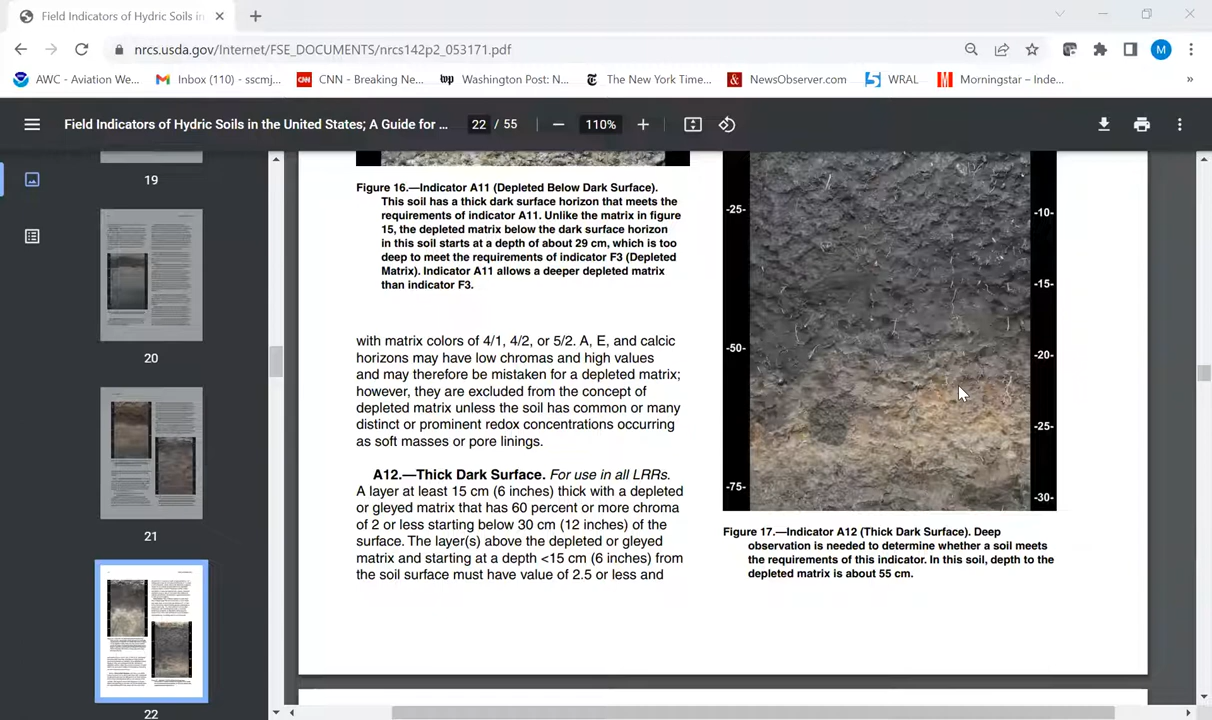 Field Indicators of Hydric Soils in
nrcs.usda.gov/Internet/FSE_DOCUMENTS/nrcs142p2_053171.pdf
M
AWC - Aviation We...
Inbox (110) - sscmj...
CNN
CNN - Breaking Ne...
wp
Washington Post: N...
The New York Time...
&
NewsObserver.com
WRAL
Morningstar – Inde...
»
Field Indicators of Hydric Soils in the United States; A Guide for ...
22 / 55
110%
19
20
21
22
Figure 16.—Indicator A11 (Depleted Below Dark Surface).
This soil has a thick dark surface horizon that meets the
requirements of indicator A11. Unlike the matrix in figure
15, the depleted matrix below the dark surface horizon
in this soil starts at a depth of about 29 cm, which is too
deep to meet the requirements of indicator F3 (Depleted
Matrix). Indicator A11 allows a deeper depleted matrix
than indicator F3.
with matrix colors of 4/1, 4/2, or 5/2. A, E, and calcic
horizons may have low chromas and high values
and may therefore be mistaken for a depleted matrix;
however, they are excluded from the concept of
depleted matrix unless the soil has common or many
distinct or prominent redox concentrations occurring
as soft masses or pore linings.
A12.—Thick Dark Surface. For use in all LRRs.
A layer at least 15 cm (6 inches) thick with a depleted
or gleyed matrix that has 60 percent or more chroma
of 2 or less starting below 30 cm (12 inches) of the
surface. The layer(s) above the depleted or gleyed
matrix and starting at a depth <15 cm (6 inches) from
the soil surface must have value of 2.5 or less and
-25-
-50-
-75-
-10-
-15-
-20-
-25-
-30-
Figure 17.—Indicator A12 (Thick Dark Surface). Deep
observation is needed to determine whether a soil meets
the requirements of this indicator. In this soil, depth to the
depleted matrix is about 55 cm.